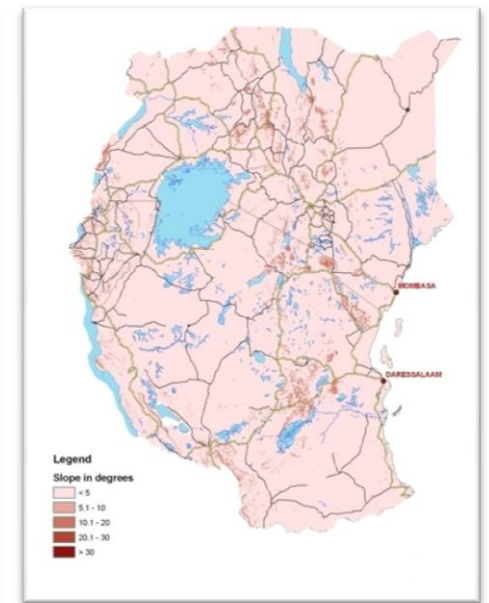 MOMBASA
DARESSALAAM
Legend
Slope in degrees
< 5
5.1 - 10
10.1 - 20
20.1 - 30
> 30